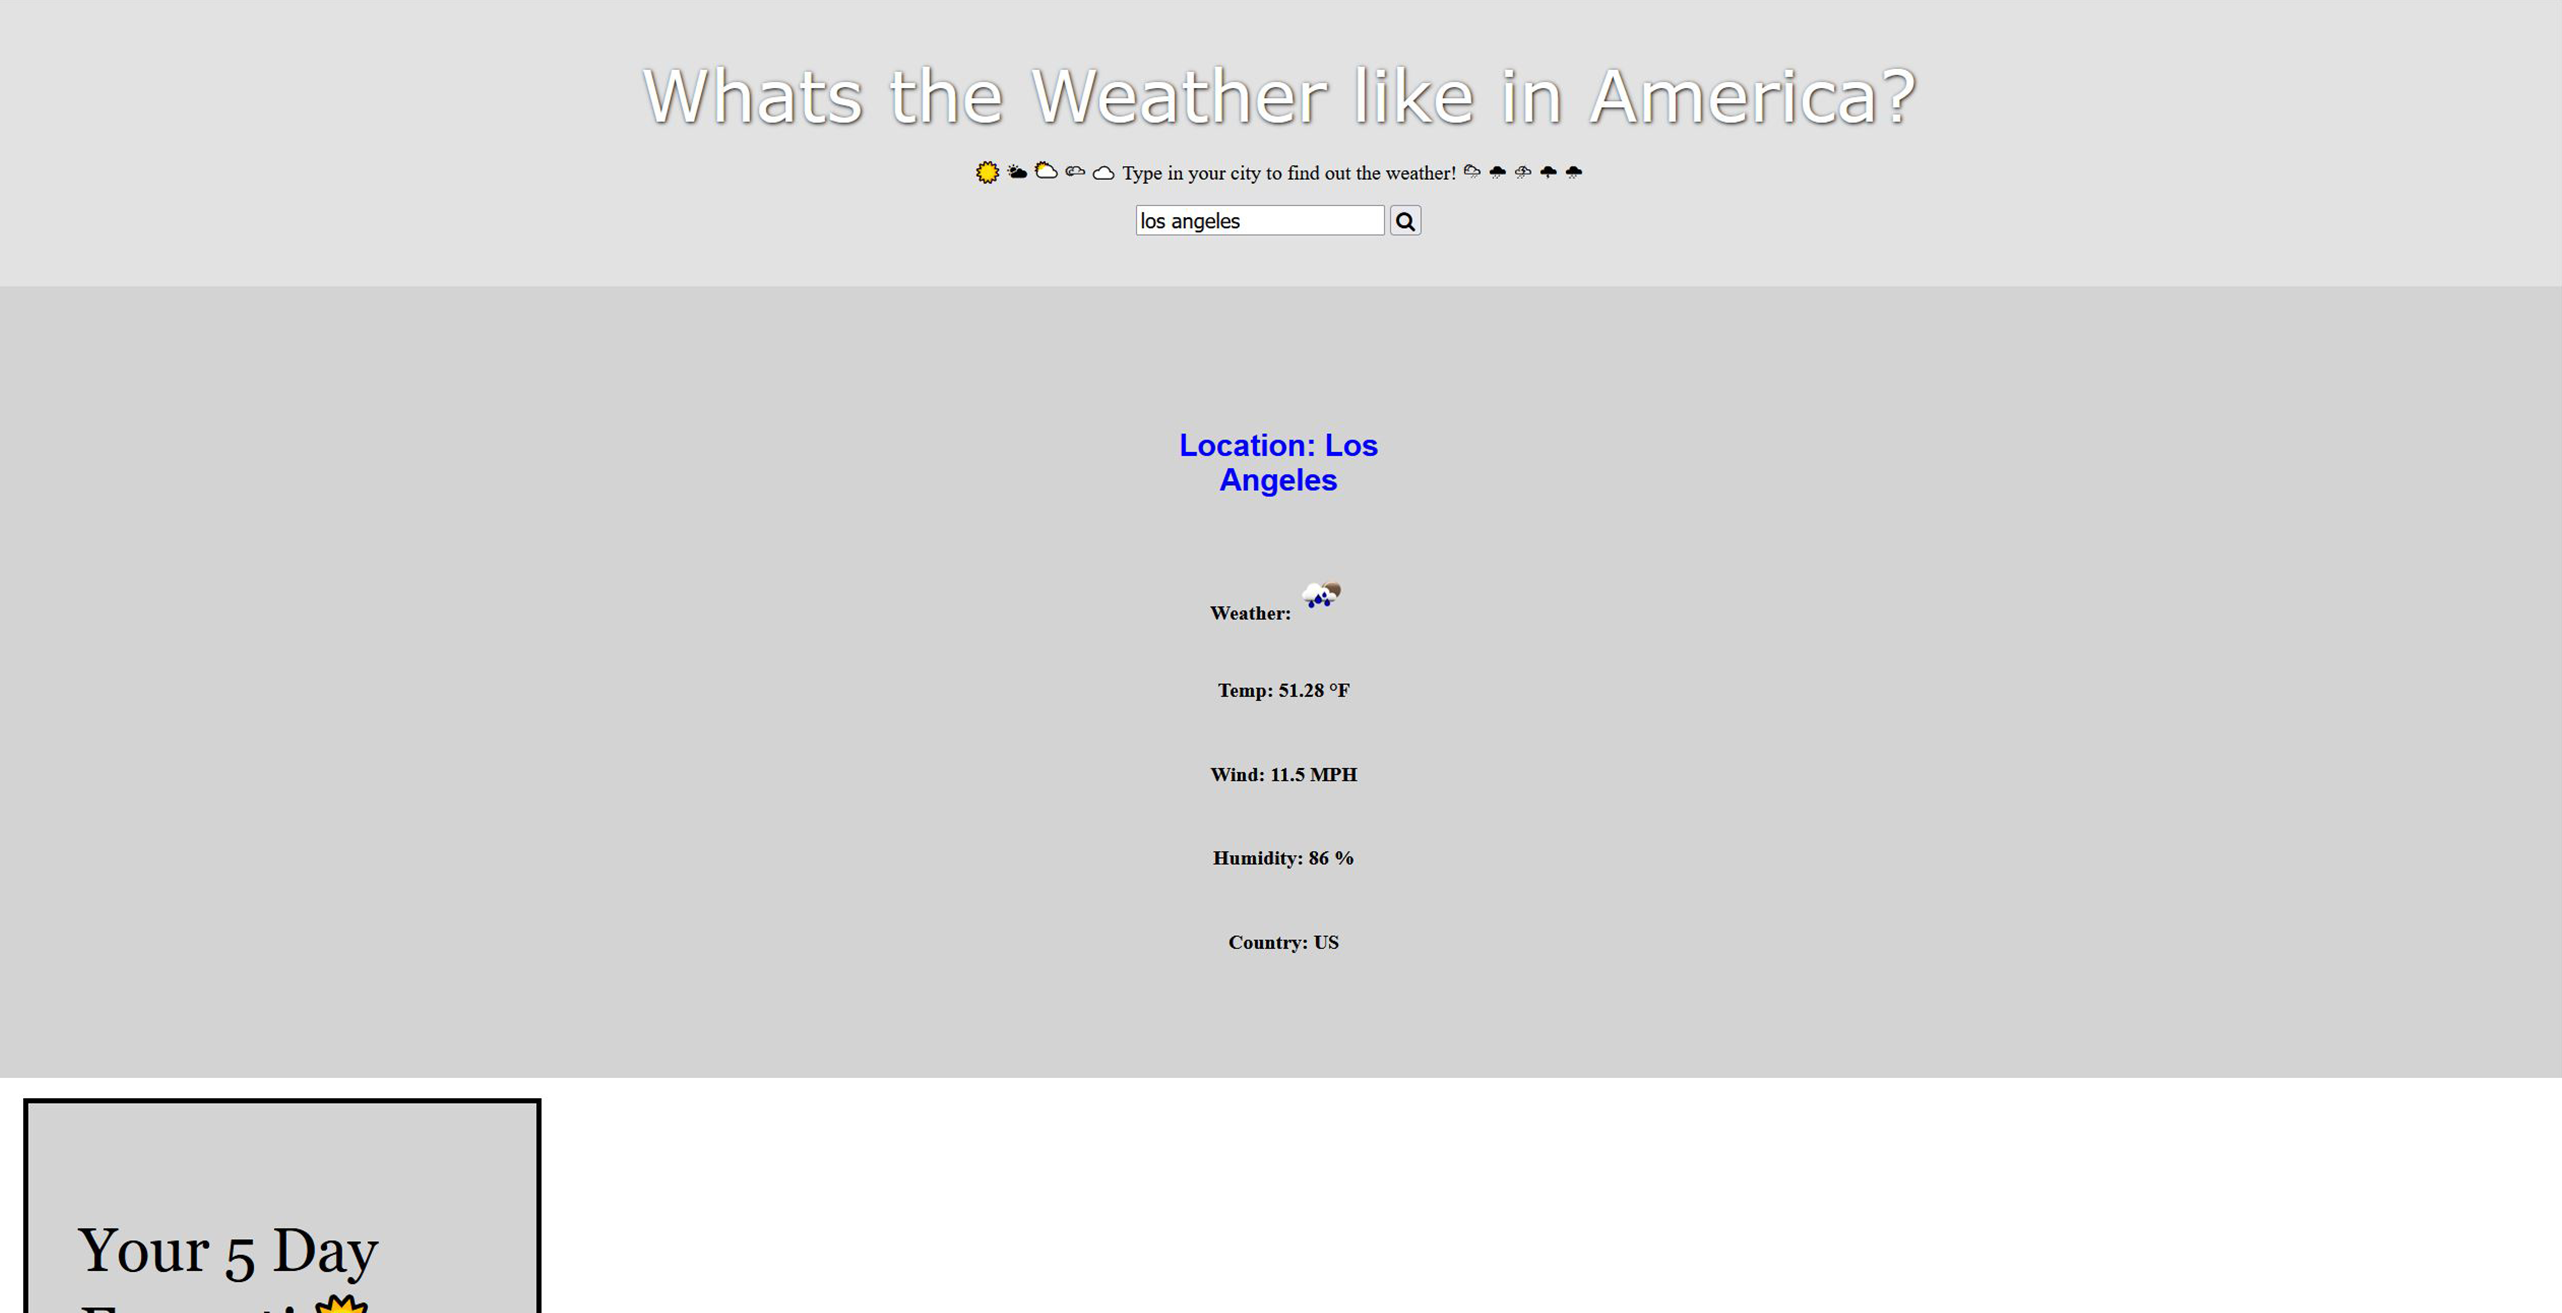 Whats the Weather like in America?
Type in your city to find out the weather!
los angeles
Location: Los
Angeles
Weather:
Temp: 51.28 °F
Wind: 11.5 MPH
Humidity: 86 %
Country: US
Your 5 Day